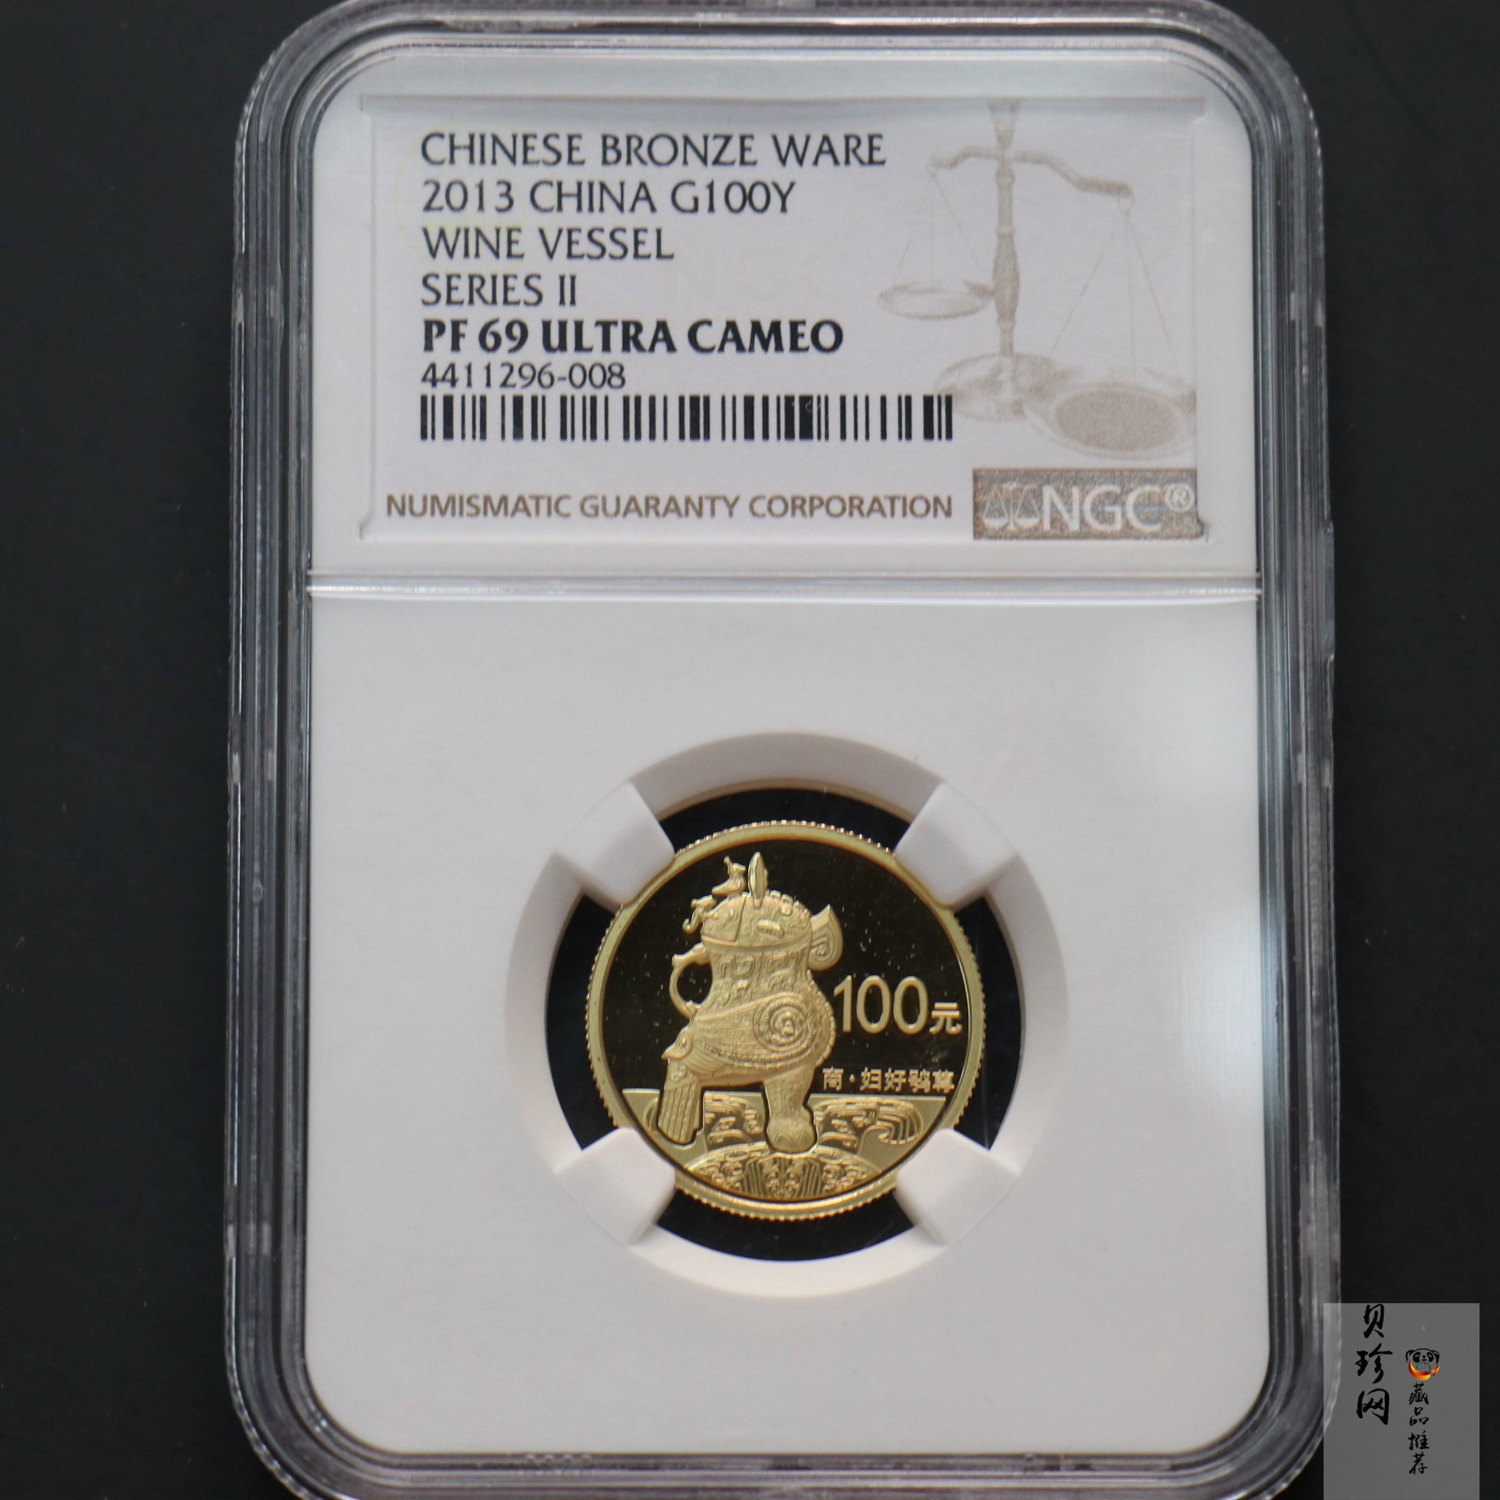 CHINESE BRONZE WARE
2013 CHINA G100Y
WINE VESSEL
SERIES II
PF 69 ULTRA CAMEO
4411296-008
NUMISMATIC GUARANTY CORPORATION
NGC®
100元
商·妇好鸮尊
贝珍网
藏品推荐